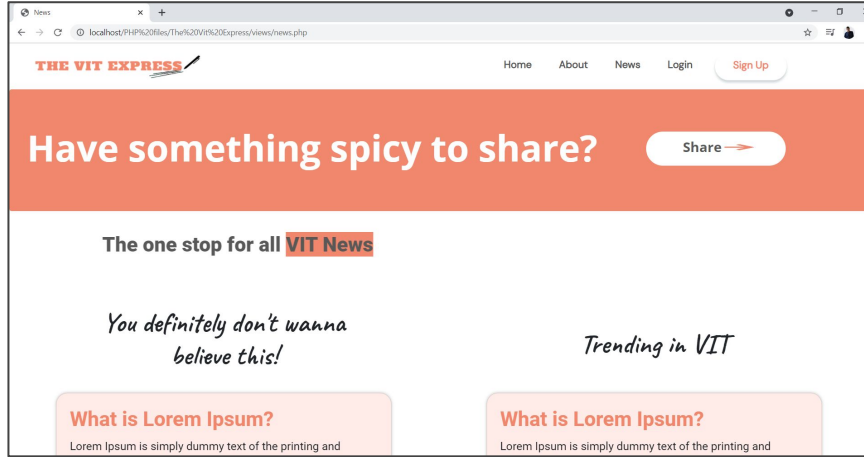 News
localhost/PHP%20files/The%20Vit%20Express/views/news.php
THE VIT EXPRESS
Home About News Login Sign Up
Have something spicy to share?
Share
The one stop for all VIT News
You definitely don't wanna
believe this!
What is Lorem Ipsum?
Lorem Ipsum is simply dummy text of the printing and
Trending in VIT
What is Lorem Ipsum?
Lorem Ipsum is simply dummy text of the printing and